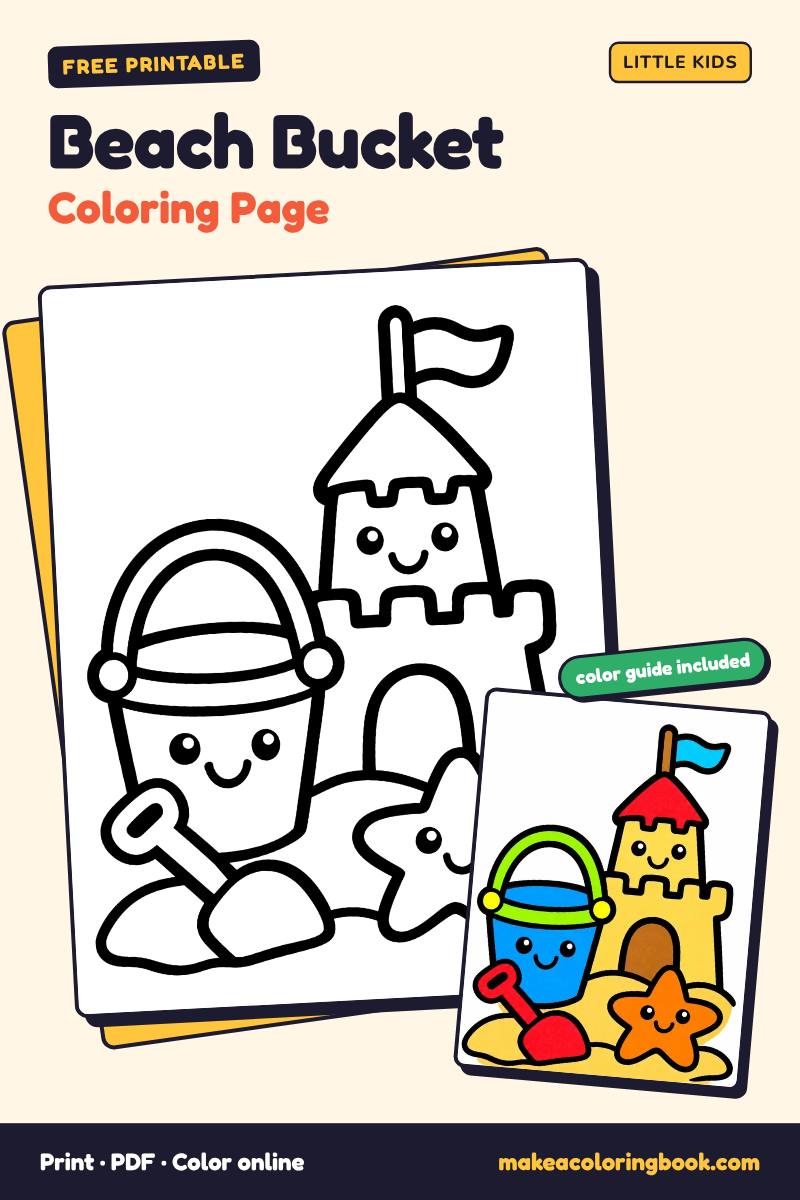 FREE PRINTABLE
LITTLE KIDS
Beach Bucket
Coloring Page
color guide included
Print · PDF · Color online
makeacoloringbook.com